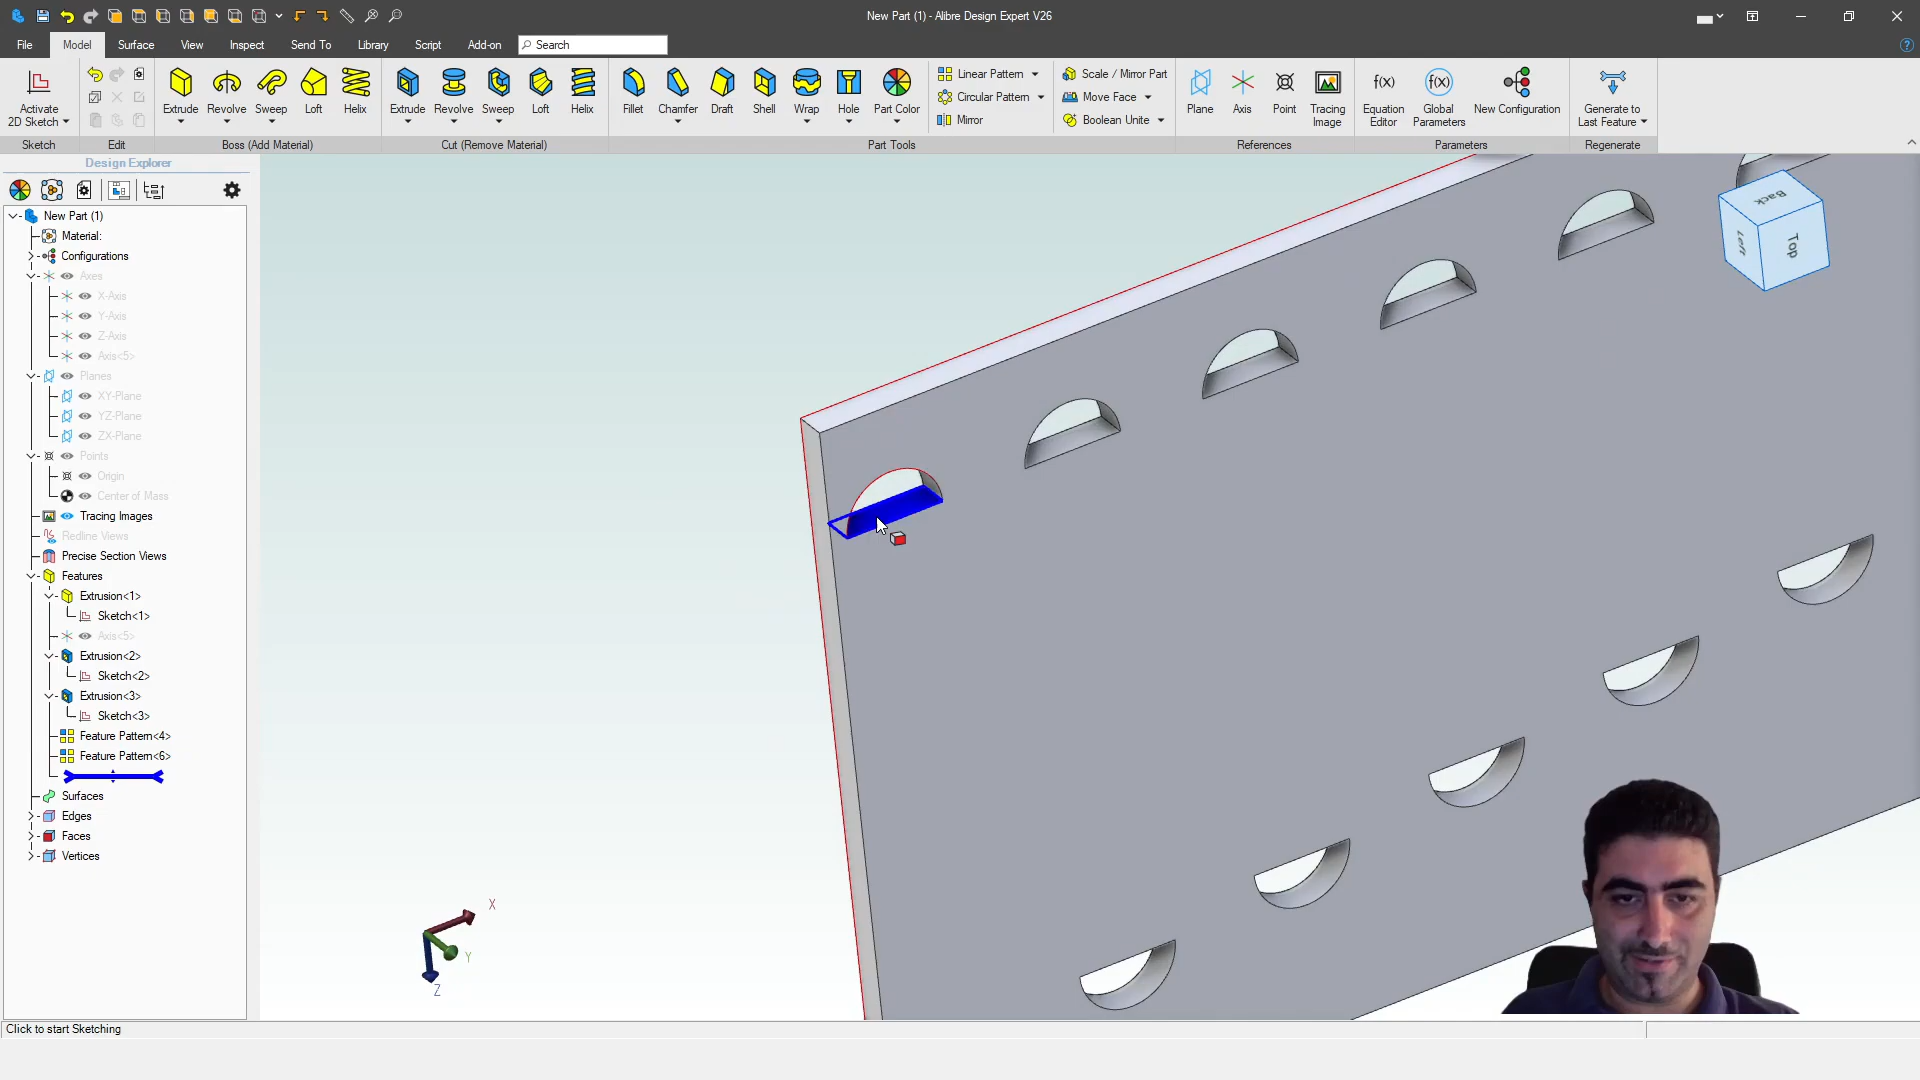 New Part (1) - Alibre Design Expert V26
File
Model
Surface
View
Inspect
Send To
Library
Script
Add-on
Search
Activate
2D Sketch
Extrude
Revolve
Sweep
Loft
Helix
Extrude
Revolve
Sweep
Loft
Helix
Fillet
Chamfer
Draft
Shell
Wrap
Hole
Part Color
Linear Pattern
Circular Pattern
Mirror
Scale / Mirror Part
Move Face
Boolean Unite
Plane
Axis
Point
Tracing
Image
Equation
Editor
Global
Parameters
New Configuration
Generate to
Last Feature
Sketch
Edit
Boss (Add Material)
Cut (Remove Material)
Part Tools
References
Parameters
Regenerate
Design Explorer
New Part (1)
Material:
Configurations
Axes
X-Axis
Y-Axis
Z-Axis
Axis<5>
Planes
XY-Plane
YZ-Plane
ZX-Plane
Points
Origin
Center of Mass
Tracing Images
Redline Views
Precise Section Views
Features
Extrusion<1>
Sketch<1>
Axis<5>
Extrusion<2>
Sketch<2>
Extrusion<3>
Sketch<3>
Feature Pattern<4>
Feature Pattern<6>
Surfaces
Edges
Faces
Vertices
Back
Left
Top
X
Y
Z
Click to start Sketching